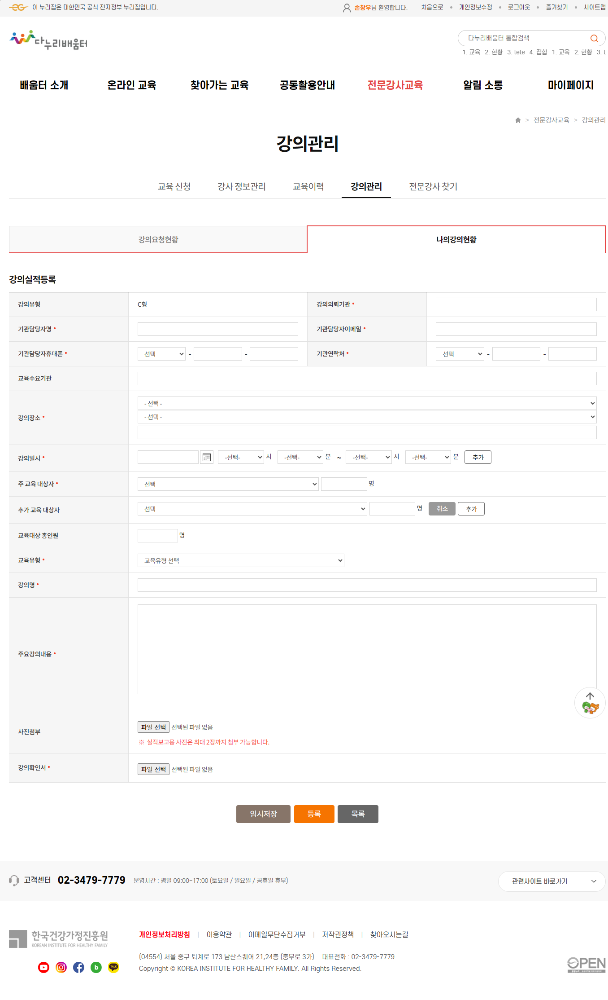 이 누리집은 대한민국 공식 전자정부 누리집입니다.
손창우님 환영합니다. 처음으로 개인정보수정 로그아웃 즐겨찾기 사이트맵
다누리배움터
다누리배움터 통합검색
1. 교육 2. 현황 3. tete 4. 집합 1. 교육 2. 현황 3. t
배움터 소개 온라인 교육 찾아가는 교육 공동활용안내 전문강사교육 알림 소통 마이페이지
> 전문강사교육 > 강의관리
강의관리
교육 신청 강사 정보관리 교육이력 강의관리 전문강사 찾기
강의요청현황 나의강의현황
강의실적등록
강의유형 C형 강의의뢰기관
기관담당자명 기관담당자이메일
기관담당자휴대폰 선택 - - 기관연락처 선택 - -
교육수요기관
- 선택 -
강의장소
- 선택 -
강의일시 -선택- 시 -선택- 분 ~ -선택- 시 -선택- 분 추가
주 교육 대상자 선택 명
추가 교육 대상자 선택 명 취소 추가
교육대상 총인원 명
교육유형 교육유형 선택
강의명
주요강의내용
사진첨부 파일 선택 선택된 파일 없음
※ 실적보고용 사진은 최대 2장까지 첨부 가능합니다.
강의확인서 파일 선택 선택된 파일 없음
임시저장 등록 목록
고객센터 02-3479-7779 운영시간 : 평일 09:00~17:00 (토요일 / 일요일 / 공휴일 휴무) 관련사이트 바로가기
한국건강가정진흥원
KOREAN INSTITUTE FOR HEALTHY FAMILY
개인정보처리방침 | 이용약관 | 이메일무단수집거부 | 저작권정책 | 찾아오시는길
(04554) 서울 중구 퇴계로 173 남산스퀘어 21,24층 (충무로 3가) 대표전화 : 02-3479-7779
Copyright © KOREA INSTITUTE FOR HEALTHY FAMILY. All Rights Reserved.
b TALK
OPEN